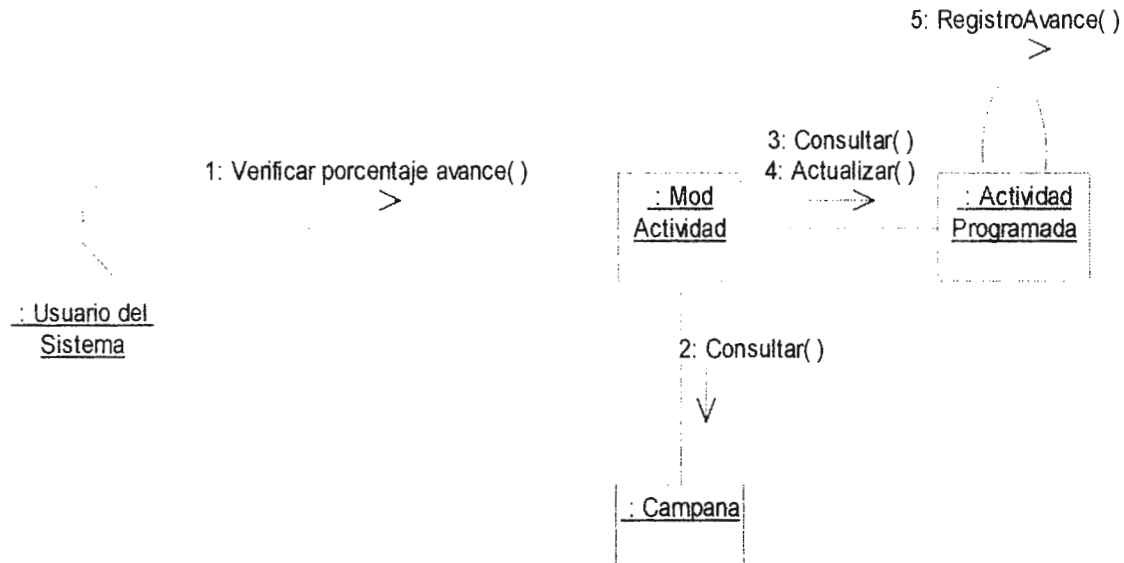 5: RegistroAvance( )
3: Consultar( )
1: Verificar porcentaje avance( )
4: Actualizar( )
: Mod
Actividad
: Actividad
Programada
: Usuario del
Sistema
2: Consultar( )
: Campana